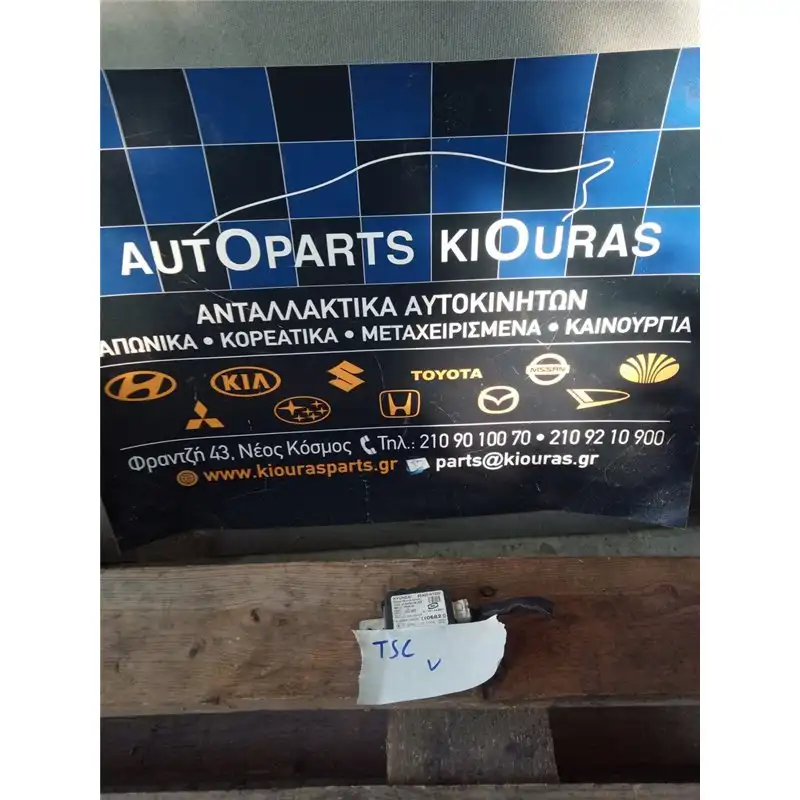 AUTOPARTS KIOURAS
ΑΝΤΑΛΛΑΚΤΙΚΑ ΑΥΤΟΚΙΝΗΤΩΝ
ΑΠΩΝΙΚΑ • ΚΟΡΕΑΤΙΚΑ • ΜΕΤΑΧΕΙΡΙΣΜΕΝΑ • ΚΑΙΝΟΥΡΓΙΑ
KIA TOYOTA NISSAN
Φραντζή 43, Νέος Κόσμος Τηλ.: 210 90 100 70 • 210 92 10 900
www.kiourasparts.gr parts@kiouras.gr
TSC
V